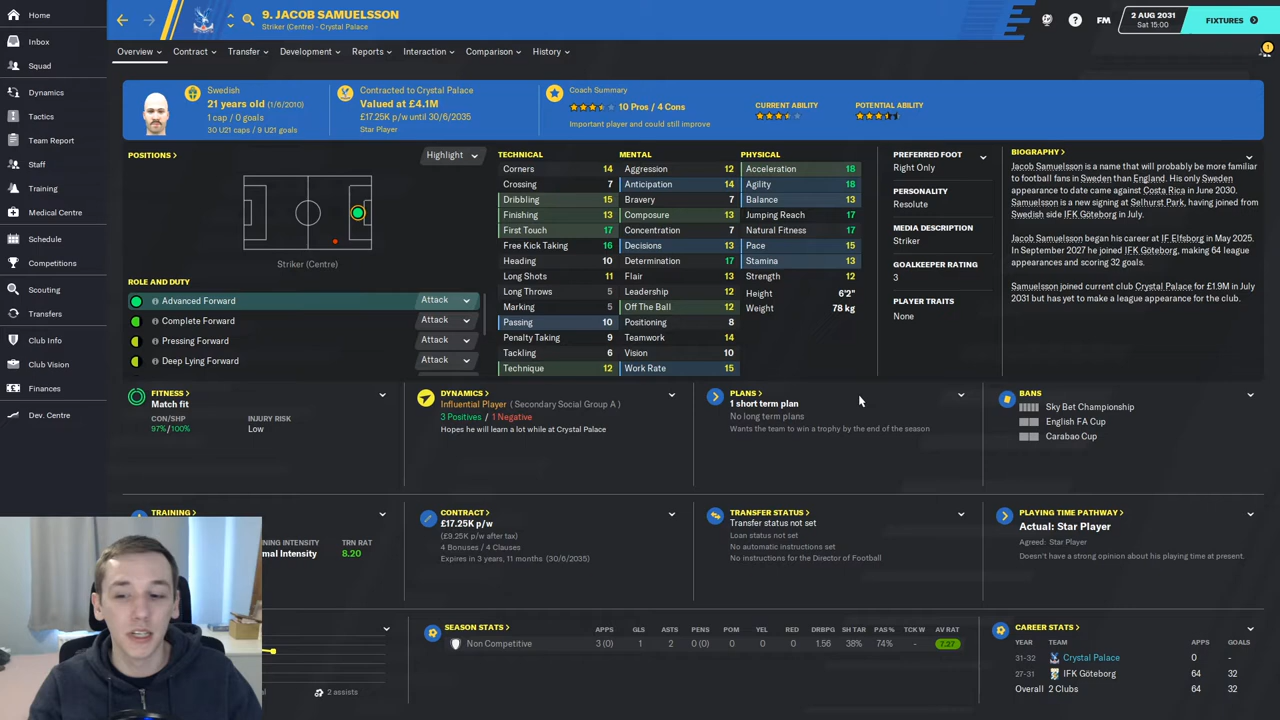 Home
Inbox
Squad
Dynamics
Tactics
Team Report
Staff
Training
Medical Centre
Schedule
Competitions
Scouting
Transfers
Club Info
Club Vision
Finances
Dev. Centre
9. JACOB SAMUELSSON
Striker (Centre) - Crystal Palace
FM
2 AUG 2031
Sat 15:00
FIXTURES
Overview
Contract
Transfer
Development
Reports
Interaction
Comparison
History
Swedish
21 years old (1/6/2010)
1 cap / 0 goals
30 U21 caps / 9 U21 goals
Contracted to Crystal Palace
Valued at £4.1M
£17.25K p/w until 30/6/2035
Star Player
Coach Summary
10 Pros / 4 Cons
Important player and could still improve
CURRENT ABILITY
POTENTIAL ABILITY
POSITIONS
Highlight
Striker (Centre)
ROLE AND DUTY
Advanced Forward Attack
Complete Forward Attack
Pressing Forward Attack
Deep Lying Forward Attack
TECHNICAL
Corners 14
Crossing 7
Dribbling 15
Finishing 13
First Touch 17
Free Kick Taking 16
Heading 10
Long Shots 11
Long Throws 5
Marking 5
Passing 10
Penalty Taking 9
Tackling 6
Technique 12
MENTAL
Aggression 12
Anticipation 14
Bravery 7
Composure 13
Concentration 7
Decisions 13
Determination 17
Flair 13
Leadership 12
Off The Ball 12
Positioning 8
Teamwork 14
Vision 10
Work Rate 15
PHYSICAL
Acceleration 18
Agility 18
Balance 13
Jumping Reach 17
Natural Fitness 17
Pace 15
Stamina 13
Strength 12
Height 6'2"
Weight 78 kg
PREFERRED FOOT
Right Only
PERSONALITY
Resolute
MEDIA DESCRIPTION
Striker
GOALKEEPER RATING
3
PLAYER TRAITS
None
BIOGRAPHY
Jacob Samuelsson is a name that will probably be more familiar
to football fans in Sweden than England. His only Sweden
appearance to date came against Costa Rica in June 2030.
Samuelsson is a new signing at Selhurst Park, having joined from
Swedish side IFK Göteborg in July.
Jacob Samuelsson began his career at IF Elfsborg in May 2025.
In September 2027 he joined IFK Göteborg, making 64 league
appearances and scoring 32 goals.
Samuelsson joined current club Crystal Palace for £1.9M in July
2031 but has yet to make a league appearance for the club.
FITNESS
Match fit
CON/SHP
97%/100%
INJURY RISK
Low
DYNAMICS
Influential Player ( Secondary Social Group A )
3 Positives / 1 Negative
Hopes he will learn a lot while at Crystal Palace
PLANS
1 short term plan
No long term plans
Wants the team to win a trophy by the end of the season
BANS
Sky Bet Championship
English FA Cup
Carabao Cup
TRAINING
NING INTENSITY
mal Intensity
TRN RAT
8.20
CONTRACT
£17.25K p/w
(£9.25K p/w after tax)
4 Bonuses / 4 Clauses
Expires in 3 years, 11 months (30/6/2035)
TRANSFER STATUS
Transfer status not set
Loan status not set
No automatic instructions set
No instructions for the Director of Football
PLAYING TIME PATHWAY
Actual: Star Player
Agreed: Star Player
Doesn't have a strong opinion about his playing time at present.
2 assists
SEASON STATS APPS GLS ASTS PENS POM YEL RED DRBPG SH TAR PAS% TCK W AV RAT
Non Competitive 3 (0) 1 2 0 (0) 0 0 0 1.56 38% 74% - 7.27
CAREER STATS
YEAR TEAM APPS GOALS
31-32 Crystal Palace 0 -
27-31 IFK Göteborg 64 32
Overall 2 Clubs 64 32